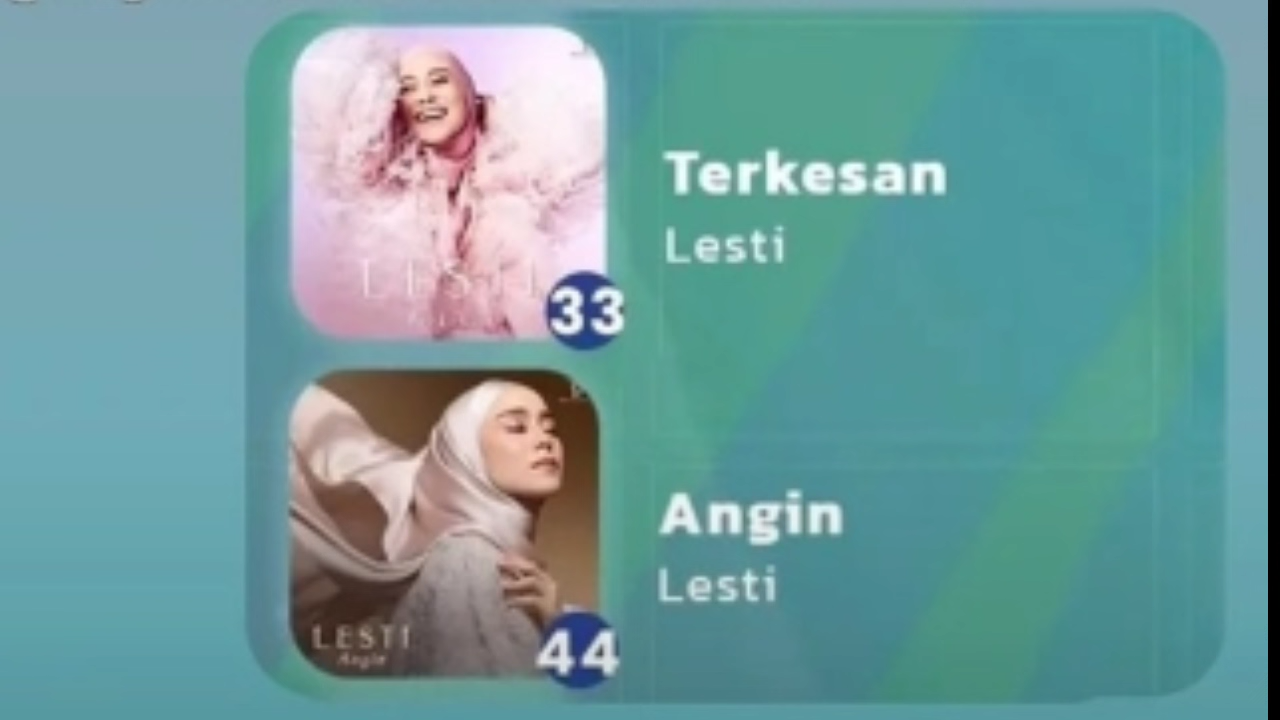 LESTI
33
Terkesan
Lesti
LESTI
Angin
44
Angin
Lesti